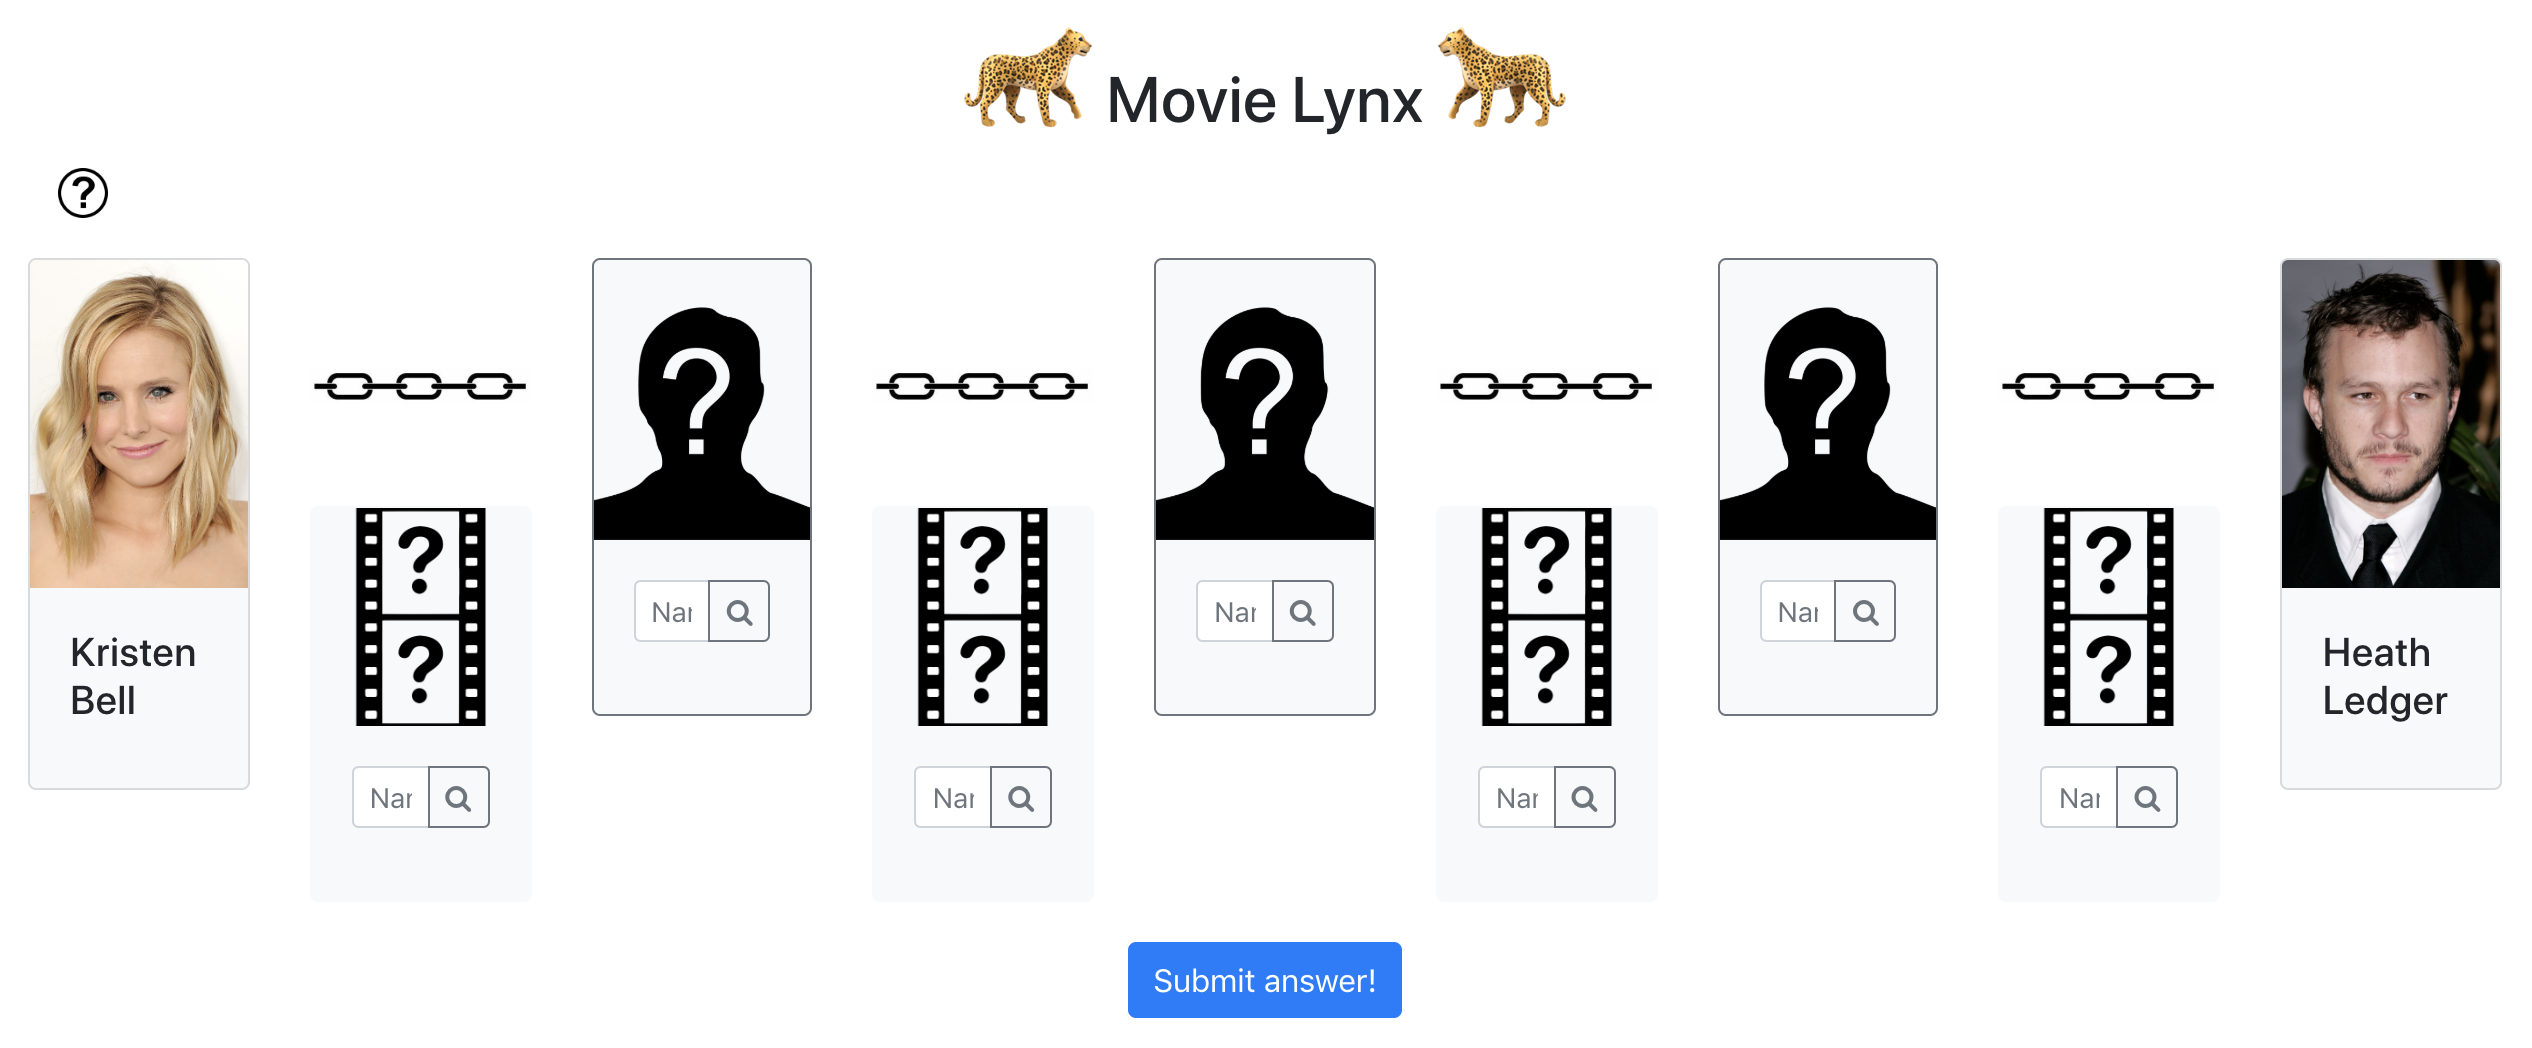 Movie Lynx
?
? ? ?
Kristen
Bell
? ? ? ?
? ? ? ?
Nar Nar Nar
Nar Nar Nar Nar
Heath
Ledger
Submit answer!